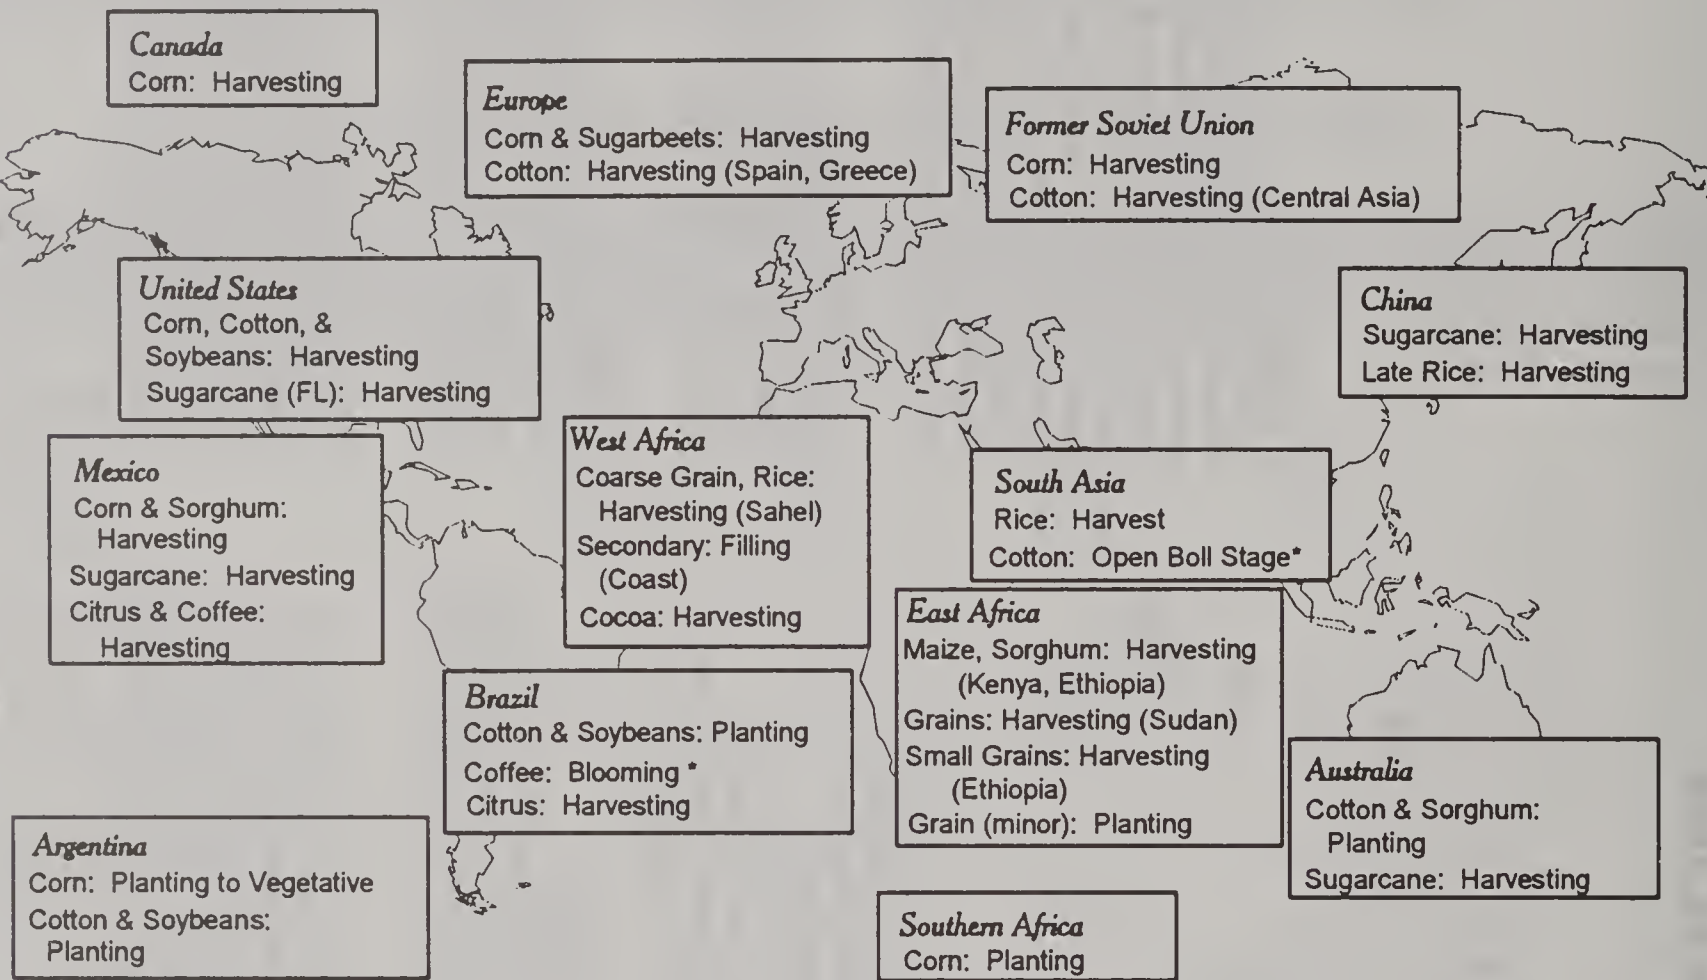 Canada
Corn: Harvesting
Europe
Corn & Sugarbeets: Harvesting
Cotton: Harvesting (Spain, Greece)
Former Soviet Union
Corn: Harvesting
Cotton: Harvesting (Central Asia)
United States
Corn, Cotton, &
Soybeans: Harvesting
Sugarcane (FL): Harvesting
China
Sugarcane: Harvesting
Late Rice: Harvesting
Mexico
Corn & Sorghum:
Harvesting
Sugarcane: Harvesting
Citrus & Coffee:
Harvesting
West Africa
Coarse Grain, Rice:
Harvesting (Sahel)
Secondary: Filling
(Coast)
Cocoa: Harvesting
South Asia
Rice: Harvest
Cotton: Open Boll Stage*
East Africa
Maize, Sorghum: Harvesting
(Kenya, Ethiopia)
Grains: Harvesting (Sudan)
Small Grains: Harvesting
(Ethiopia)
Grain (minor): Planting
Brazil
Cotton & Soybeans: Planting
Coffee: Blooming *
Citrus: Harvesting
Australia
Cotton & Sorghum:
Planting
Sugarcane: Harvesting
Argentina
Corn: Planting to Vegetative
Cotton & Soybeans:
Planting
Southern Africa
Corn: Planting